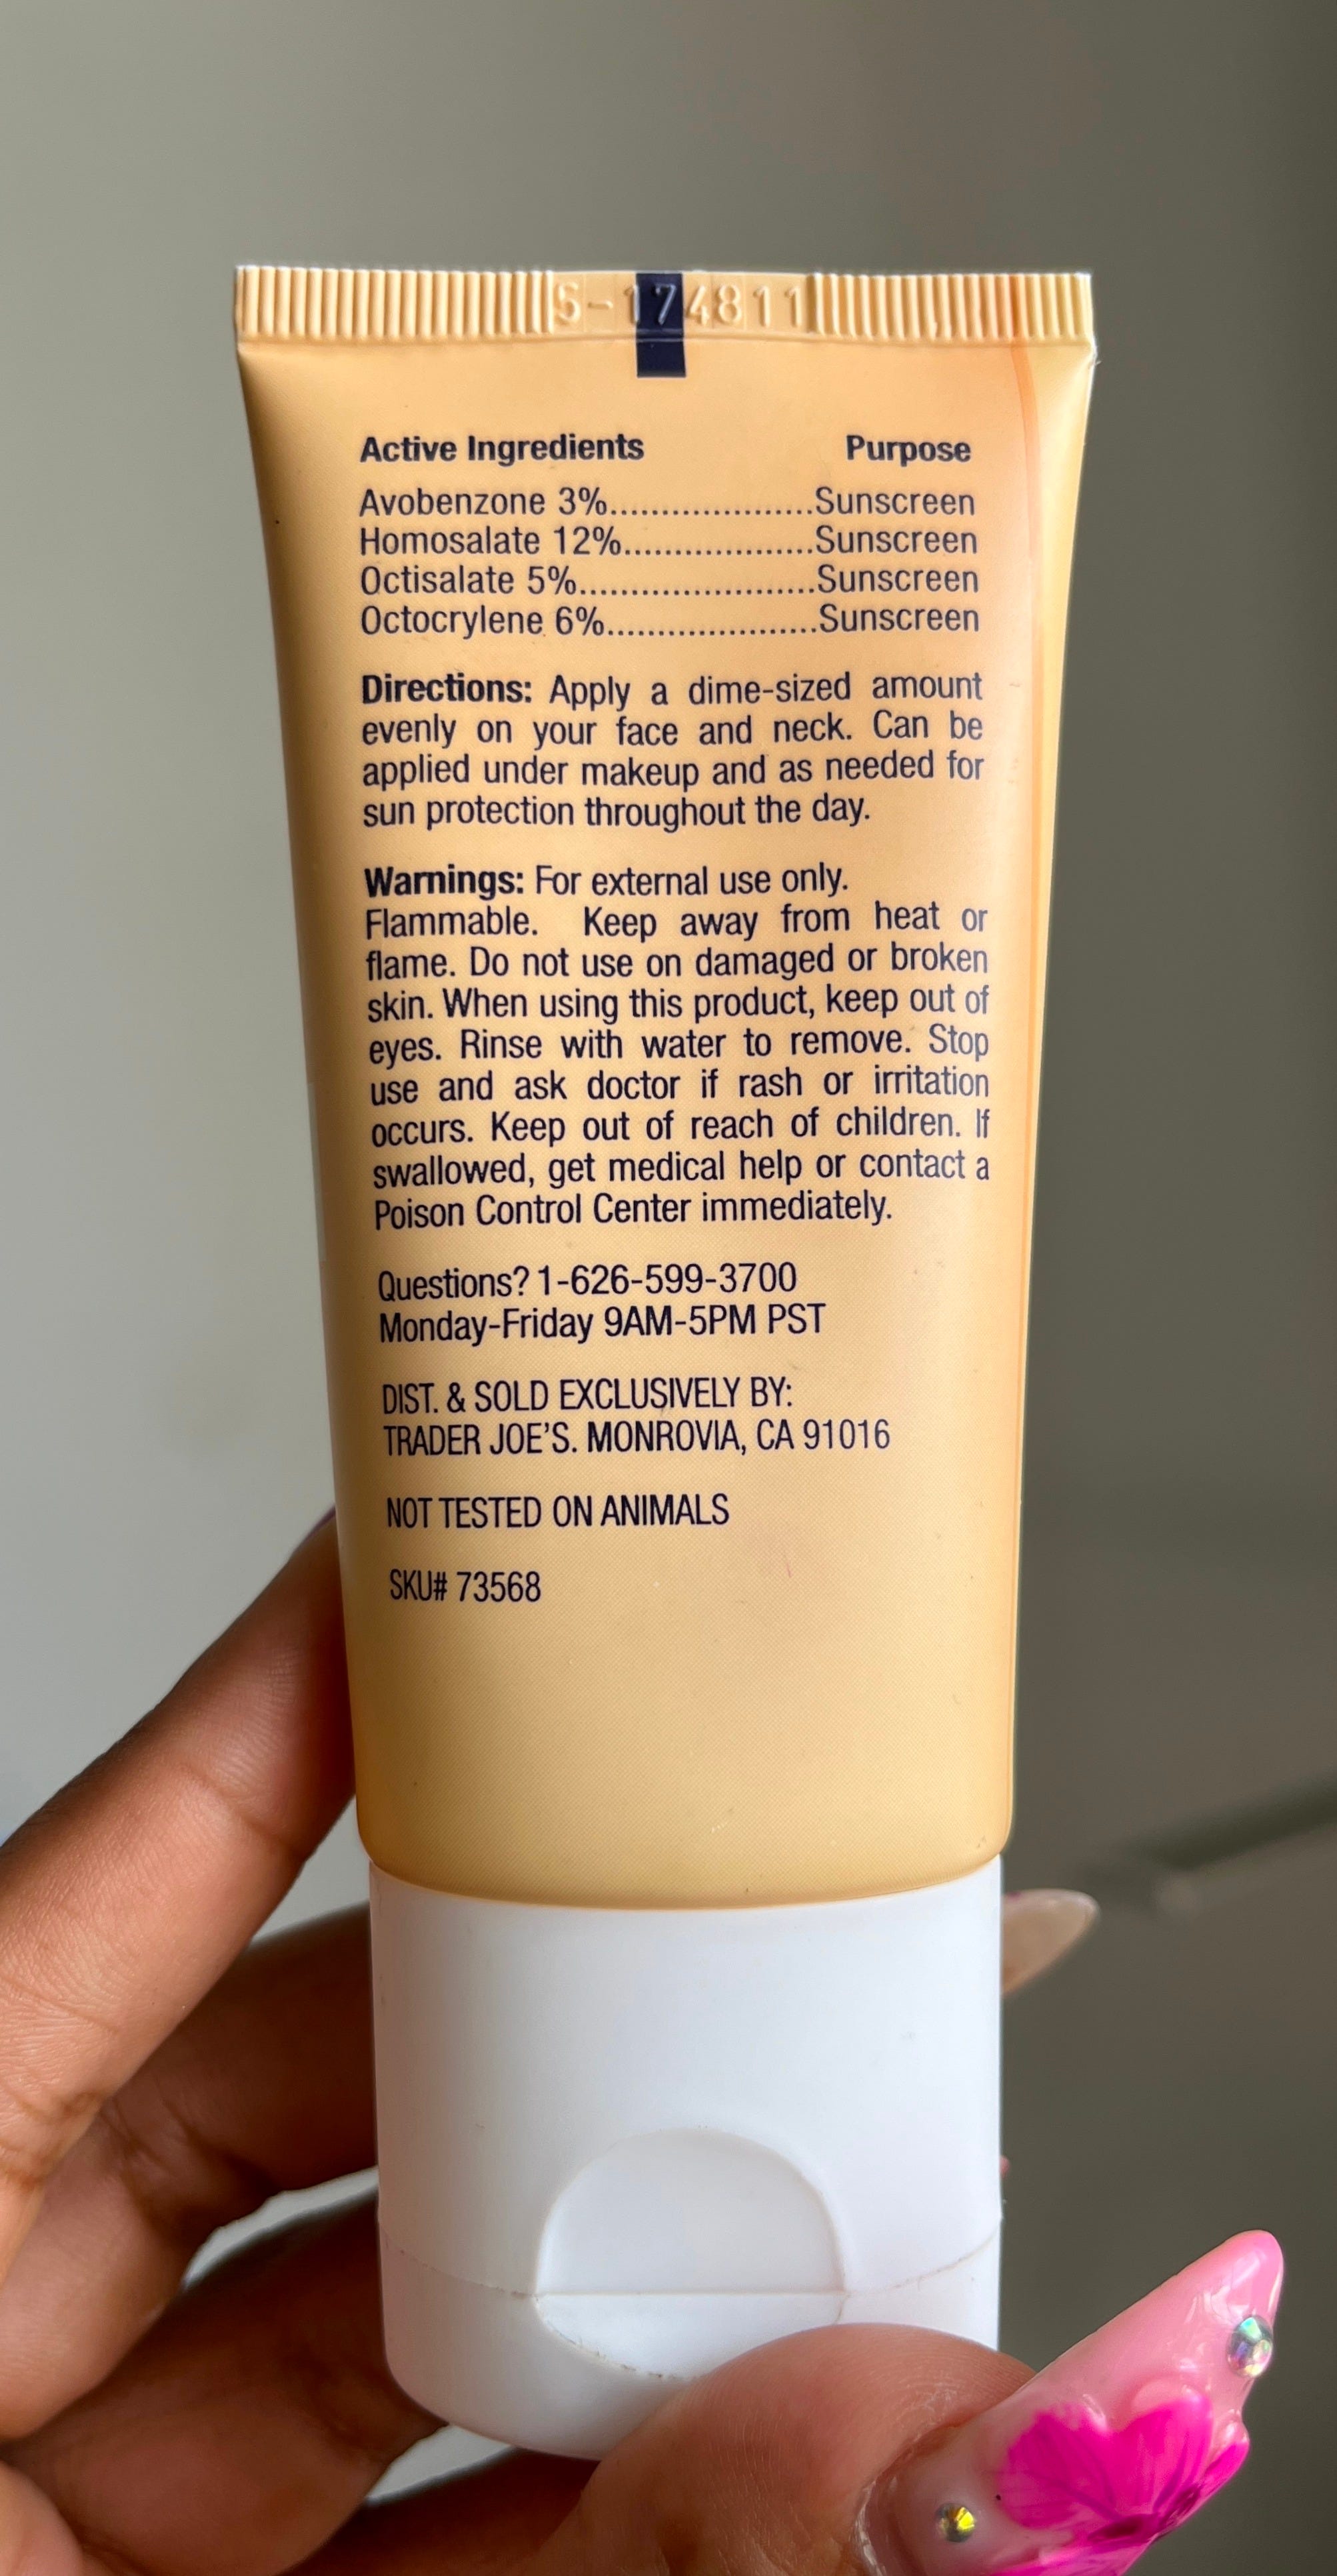 5-174811
Active Ingredients Purpose
Avobenzone 3%....................Sunscreen
Homosalate 12%...................Sunscreen
Octisalate 5%.......................Sunscreen
Octocrylene 6%.....................Sunscreen
Directions: Apply a dime-sized amount
evenly on your face and neck. Can be
applied under makeup and as needed for
sun protection throughout the day.
Warnings: For external use only.
Flammable. Keep away from heat or
flame. Do not use on damaged or broken
skin. When using this product, keep out of
eyes. Rinse with water to remove. Stop
use and ask doctor if rash or irritation
occurs. Keep out of reach of children. If
swallowed, get medical help or contact a
Poison Control Center immediately.
Questions? 1-626-599-3700
Monday-Friday 9AM-5PM PST
DIST. & SOLD EXCLUSIVELY BY:
TRADER JOE'S. MONROVIA, CA 91016
NOT TESTED ON ANIMALS
SKU# 73568